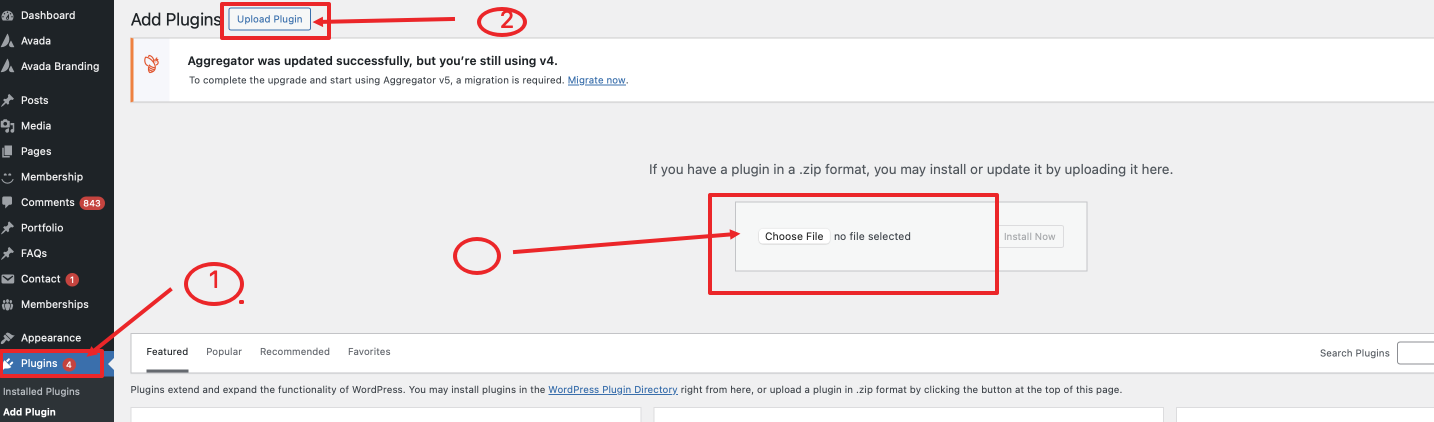 Dashboard
Avada
Avada Branding
Posts
Media
Pages
Membership
Comments 843
Portfolio
FAQs
Contact 1
Memberships
Appearance
Plugins 4
Installed Plugins
Add Plugin
Add Plugins Upload Plugin
2
Aggregator was updated successfully, but you're still using v4.
To complete the upgrade and start using Aggregator v5, a migration is required. Migrate now.
If you have a plugin in a .zip format, you may install or update it by uploading it here.
Choose File no file selected Install Now
1.
Featured Popular Recommended Favorites Search Plugins
Plugins extend and expand the functionality of WordPress. You may install plugins in the WordPress Plugin Directory right from here, or upload a plugin in .zip format by clicking the button at the top of this page.